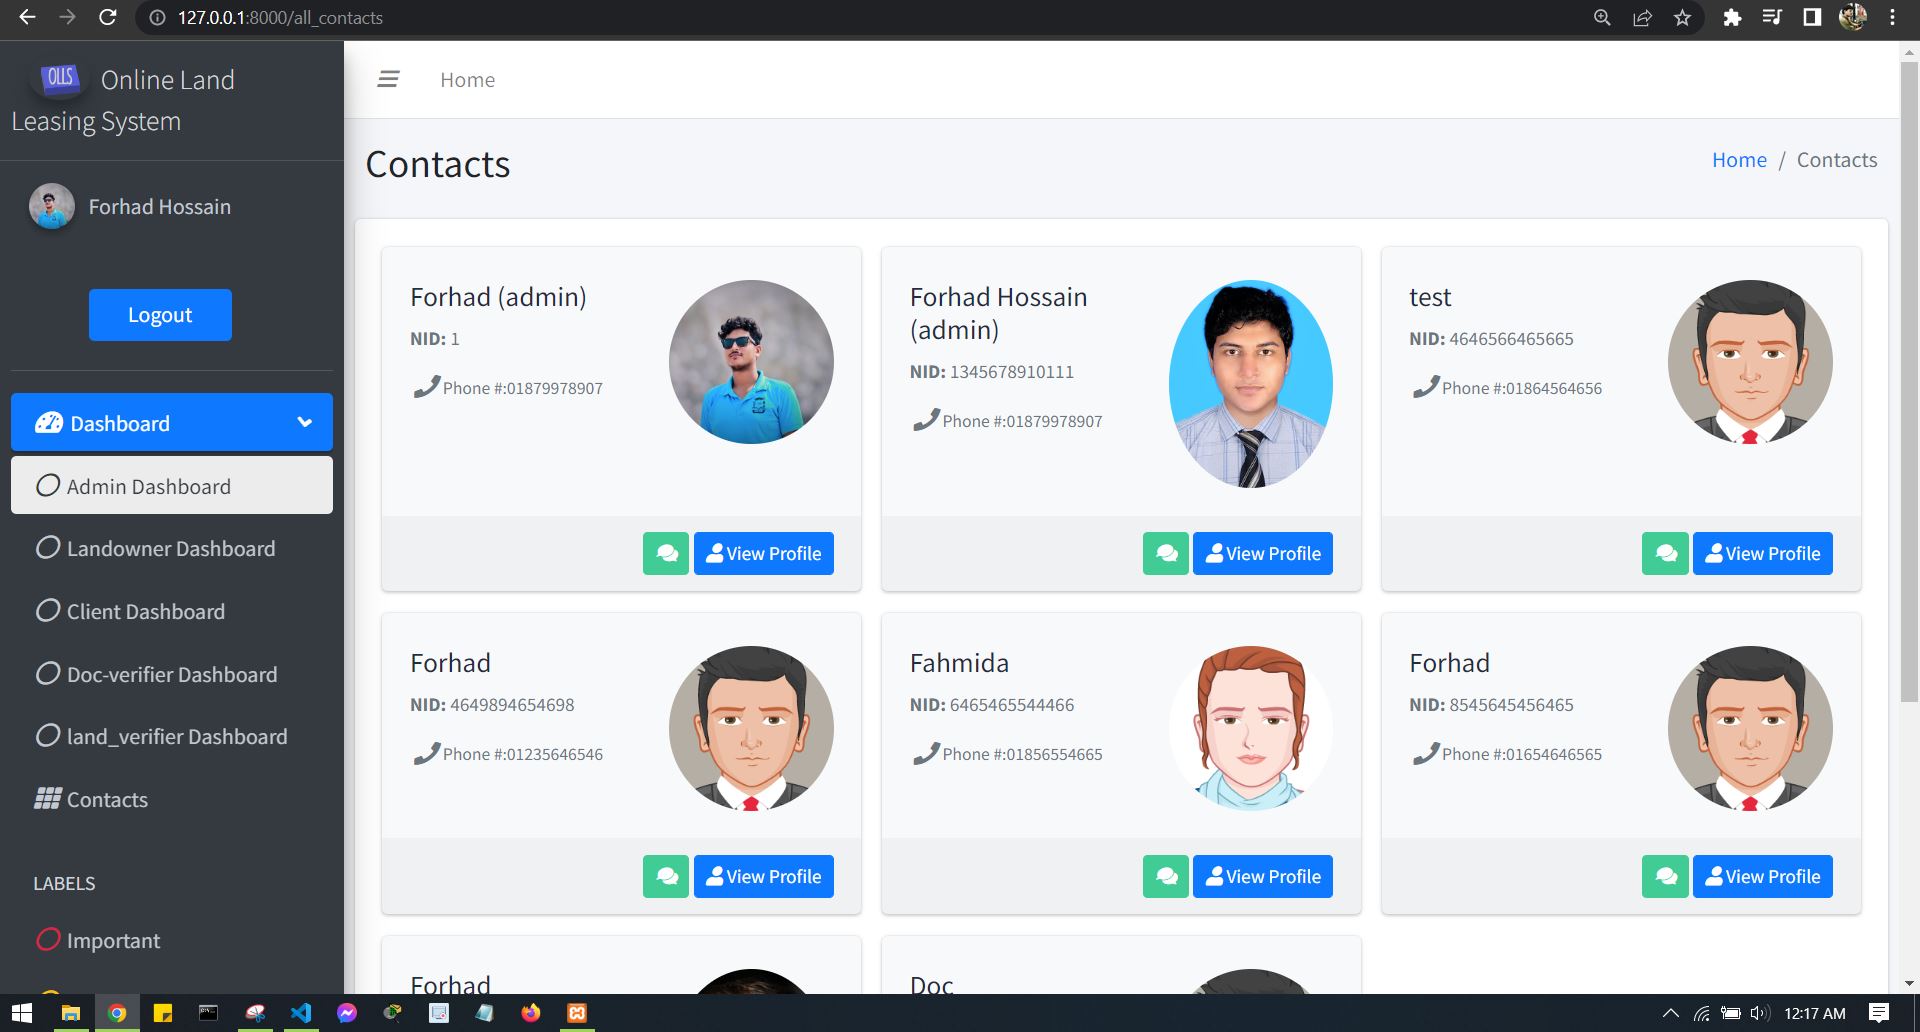 127.0.0.1:8000/all_contacts
OLLS
Online Land
Leasing System
Forhad Hossain
Logout
Dashboard
Admin Dashboard
Landowner Dashboard
Client Dashboard
Doc-verifier Dashboard
land_verifier Dashboard
Contacts
LABELS
Important
Home
Contacts
Home / Contacts
Forhad (admin)
NID: 1
Phone #:01879978907
View Profile
Forhad Hossain
(admin)
NID: 1345678910111
Phone #:01879978907
View Profile
test
NID: 4646566465665
Phone #:01864564656
View Profile
Forhad
NID: 4649894654698
Phone #:01235646546
View Profile
Fahmida
NID: 6465465544466
Phone #:01856554665
View Profile
Forhad
NID: 8545645456465
Phone #:01654646565
View Profile
Forhad
Doc
12:17 AM